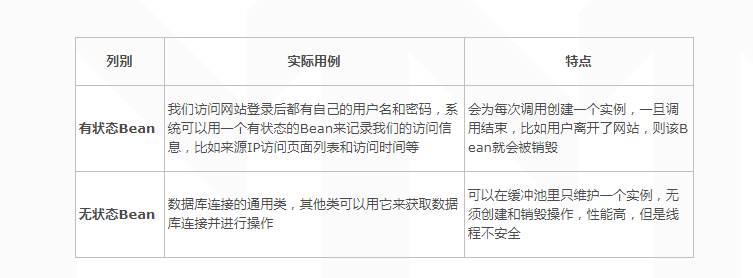 列别 实际用例 特点
有状态Bean
我们访问网站登录后都有自己的用户名和密码，系
统可以用一个有状态的Bean来记录我们的访问信
息，比如来源IP访问页面列表和访问时间等
会为每次调用创建一个实例，一旦调
用结束，比如用户离开了网站，则该B
ean就会被销毁
无状态Bean
数据库连接的通用类，其他类可以用它来获取数据
库连接并进行操作
可以在缓冲池里只维护一个实例，无
须创建和销毁操作，性能高，但是线
程不安全